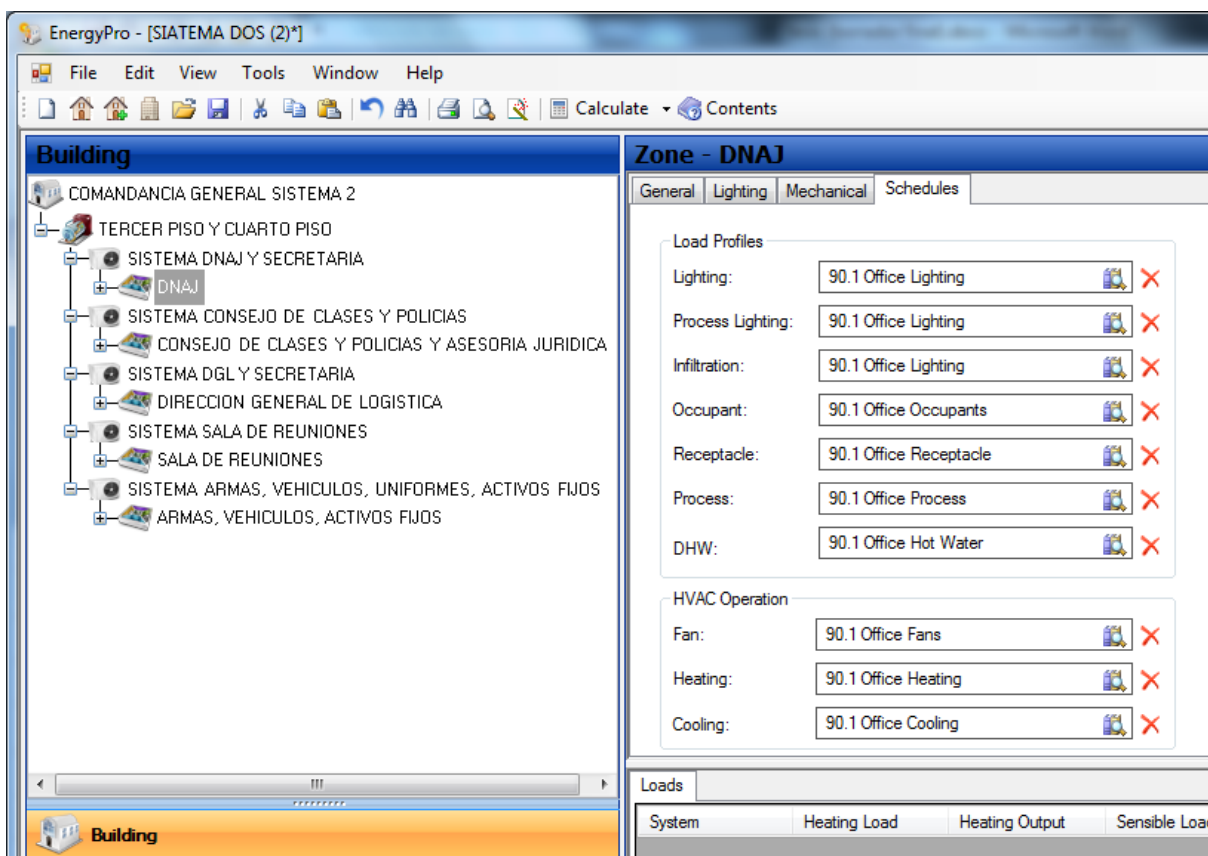 EnergyPro - [SIATEMA DOS (2)*]
File Edit View Tools Window Help
Calculate Contents
Building
COMANDANCIA GENERAL SISTEMA 2
TERCER PISO Y CUARTO PISO
SISTEMA DNAJ Y SECRETARIA
DNAJ
SISTEMA CONSEJO DE CLASES Y POLICIAS
CONSEJO DE CLASES Y POLICIAS Y ASESORIA JURIDICA
SISTEMA DGL Y SECRETARIA
DIRECCION GENERAL DE LOGISTICA
SISTEMA SALA DE REUNIONES
SALA DE REUNIONES
SISTEMA ARMAS, VEHICULOS, UNIFORMES, ACTIVOS FIJOS
ARMAS, VEHICULOS, ACTIVOS FIJOS
Building
Zone - DNAJ
General Lighting Mechanical Schedules
Load Profiles
Lighting: 90.1 Office Lighting
Process Lighting: 90.1 Office Lighting
Infiltration: 90.1 Office Lighting
Occupant: 90.1 Office Occupants
Receptacle: 90.1 Office Receptacle
Process: 90.1 Office Process
DHW: 90.1 Office Hot Water
HVAC Operation
Fan: 90.1 Office Fans
Heating: 90.1 Office Heating
Cooling: 90.1 Office Cooling
Loads
System Heating Load Heating Output Sensible Loa